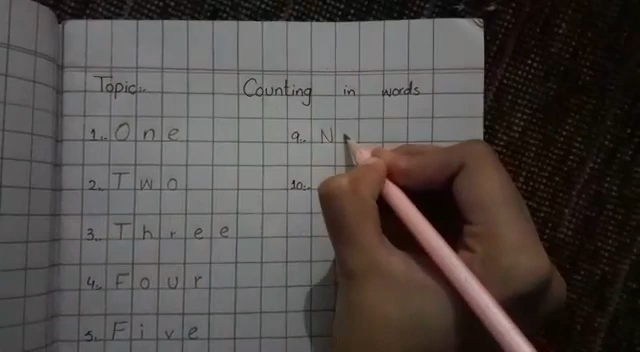 Topic:- Counting in words
1.. One
2.. Two
3.. Three
4.. Four
5.. Five
9.. N
10..